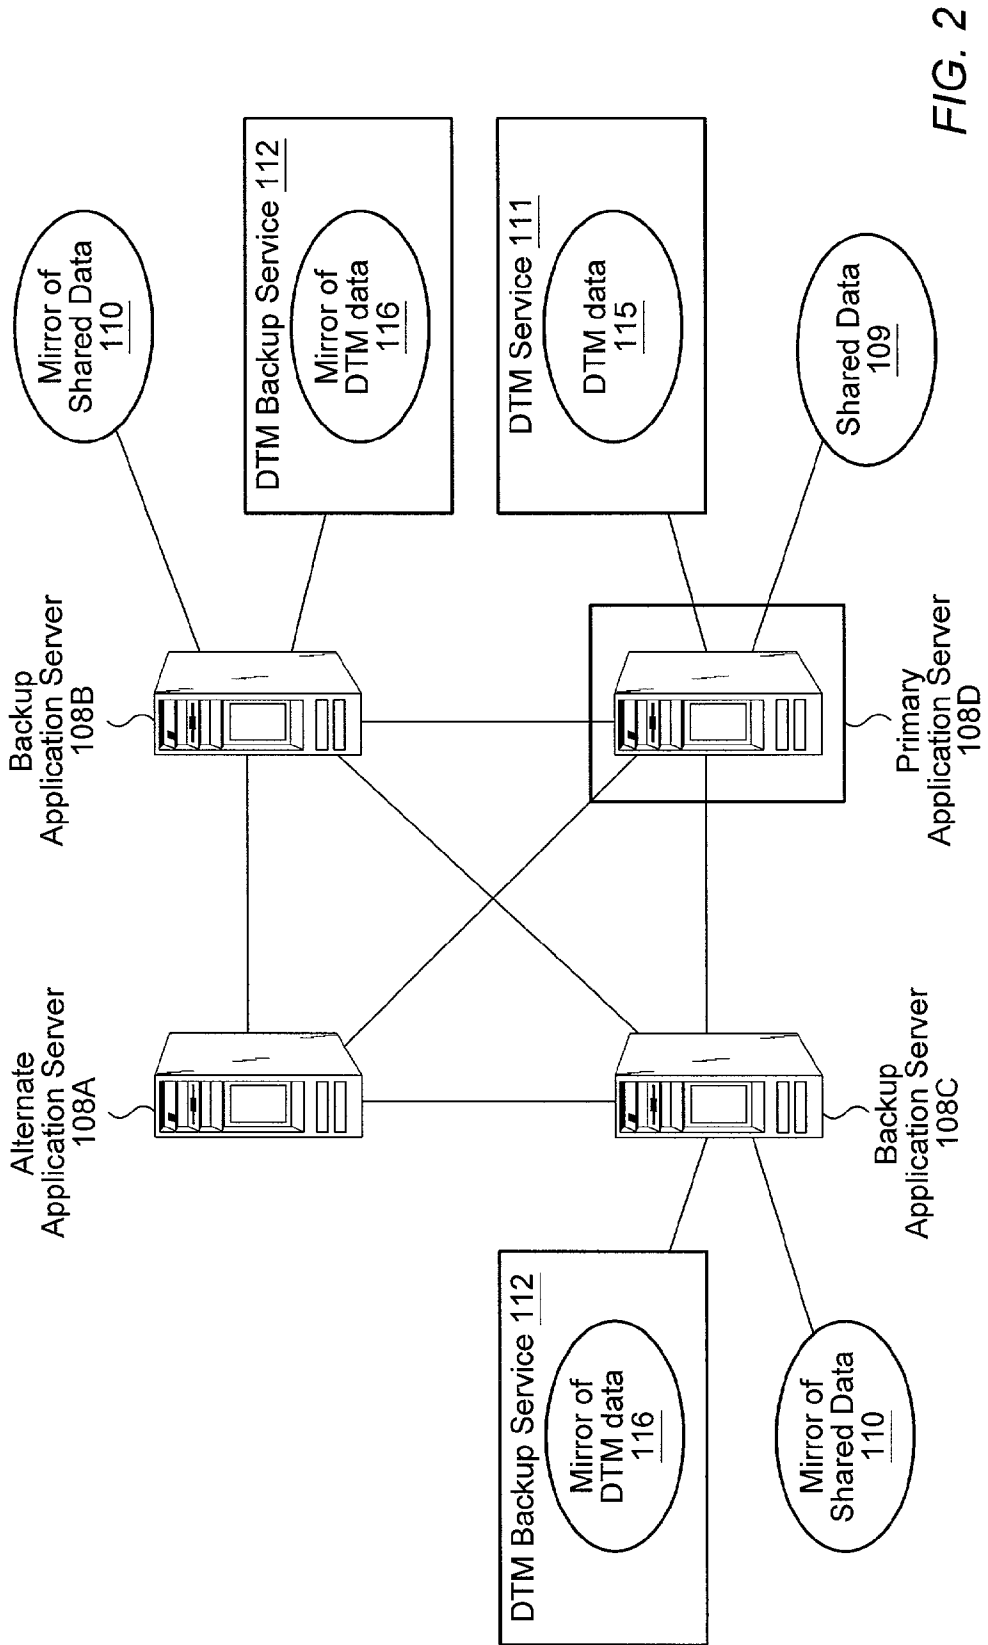 Alternate
Application Server
108A
Backup
Application Server
108B
Mirror of
Shared Data
110
DTM Backup Service 112
Mirror of
DTM data
116
DTM Backup Service 112
Mirror of
DTM data
116
DTM Service 111
DTM data
115
Mirror of
Shared Data
110
Backup
Application Server
108C
Primary
Application Server
108D
Shared Data
109
FIG. 2